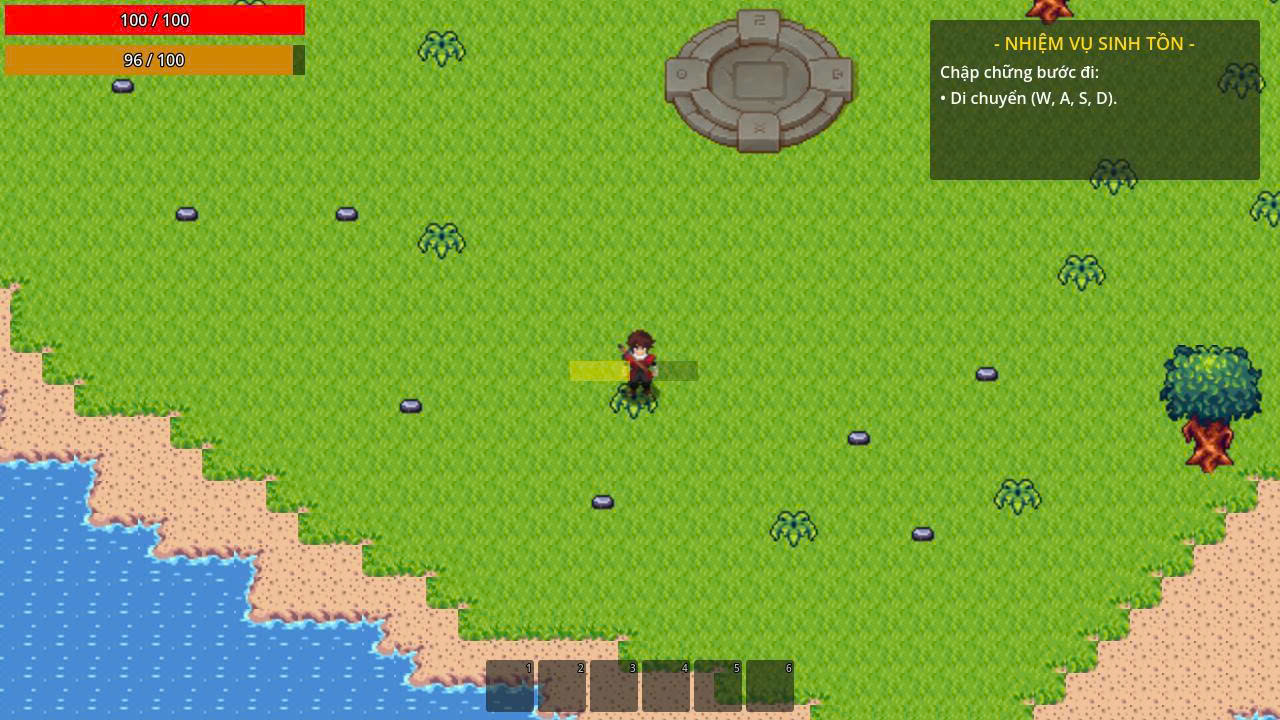 100 / 100
96 / 100
- NHIỆM VỤ SINH TỒN -
Chập chững bước đi:
• Di chuyển (W, A, S, D).
1 2 3 4 5 6